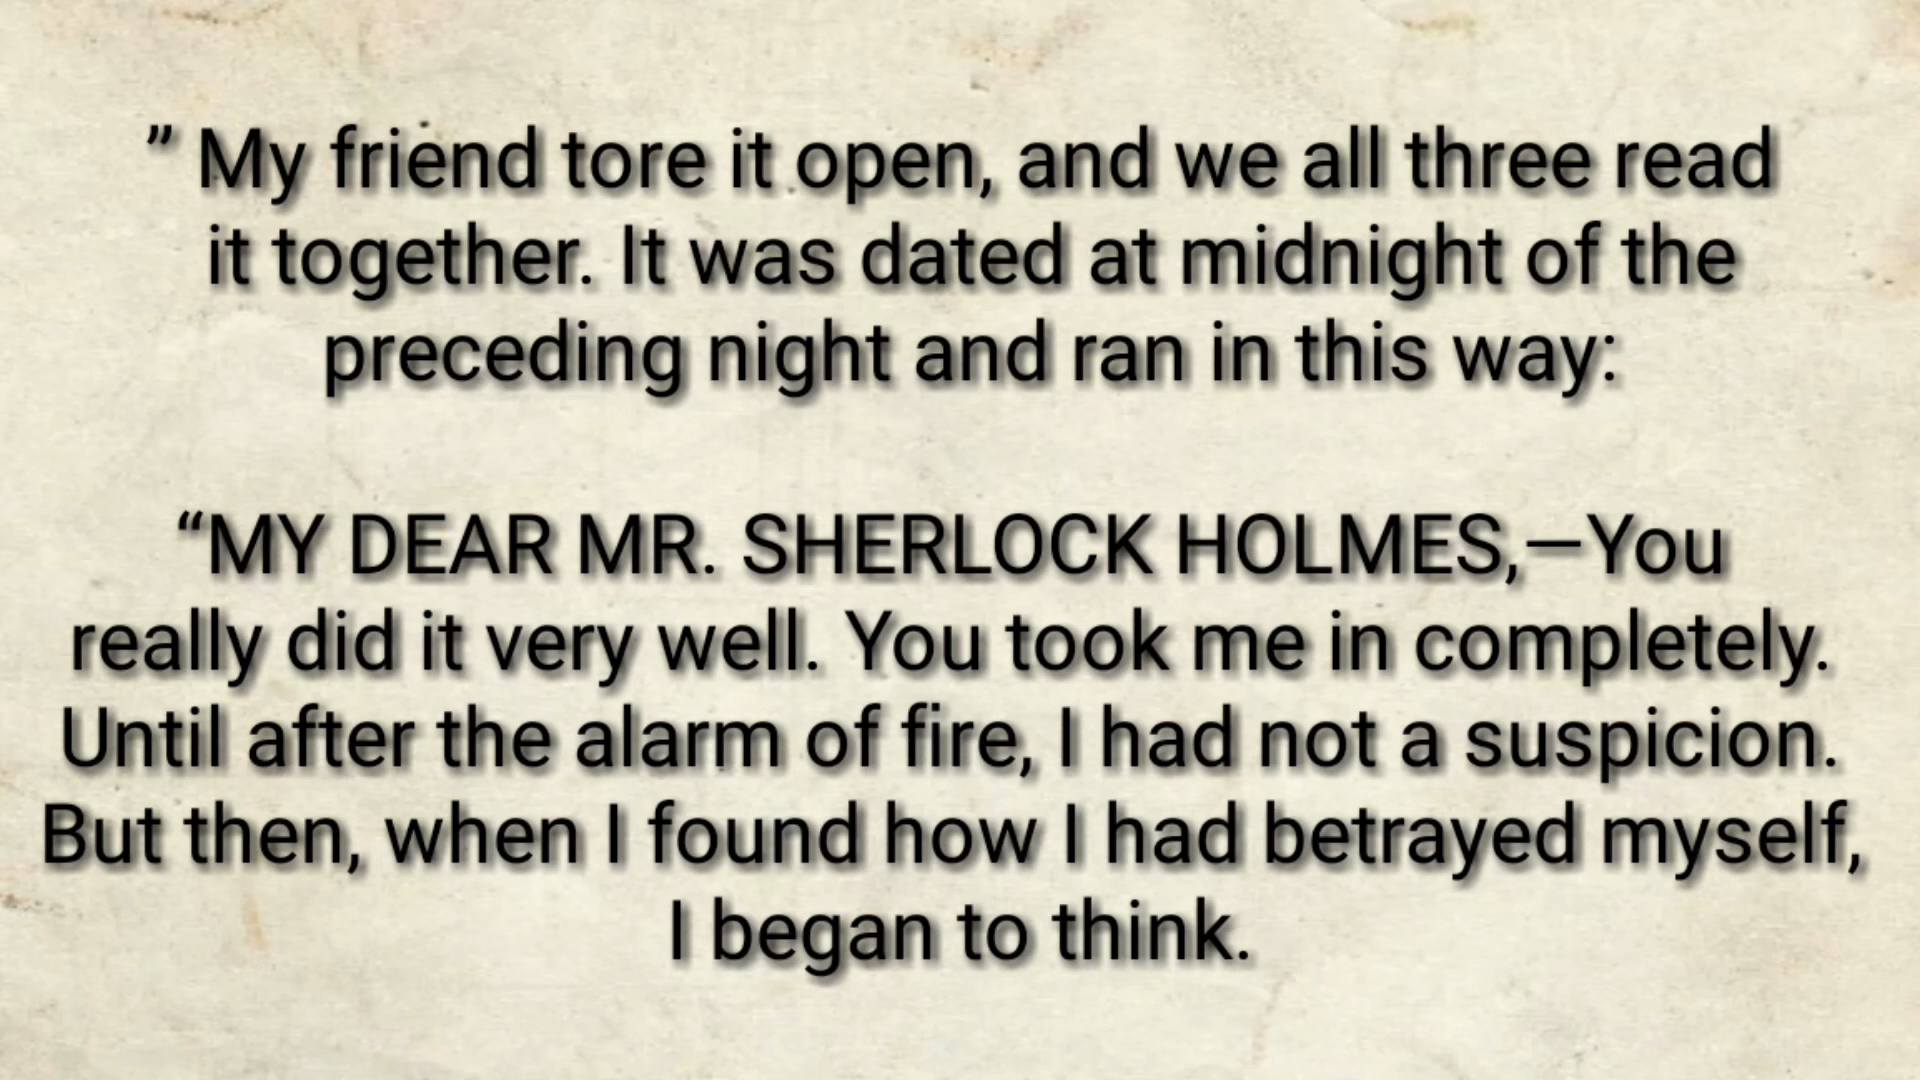 ” My friend tore it open, and we all three read
it together. It was dated at midnight of the
preceding night and ran in this way:
“MY DEAR MR. SHERLOCK HOLMES,—You
really did it very well. You took me in completely.
Until after the alarm of fire, I had not a suspicion.
But then, when I found how I had betrayed myself,
I began to think.